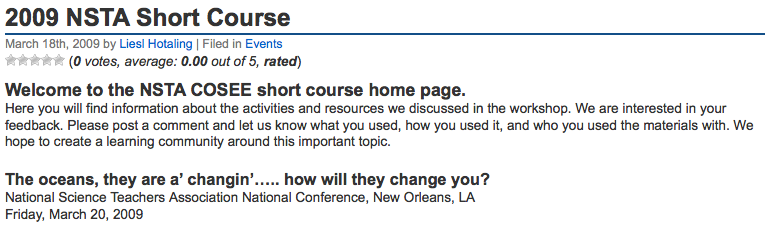 2009 NSTA Short Course
March 18th, 2009 by Liesl Hotaling | Filed in Events
(0 votes, average: 0.00 out of 5, rated)
Welcome to the NSTA COSEE short course home page.
Here you will find information about the activities and resources we discussed in the workshop. We are interested in your
feedback. Please post a comment and let us know what you used, how you used it, and who you used the materials with. We
hope to create a learning community around this important topic.
The oceans, they are a’ changin’….. how will they change you?
National Science Teachers Association National Conference, New Orleans, LA
Friday, March 20, 2009